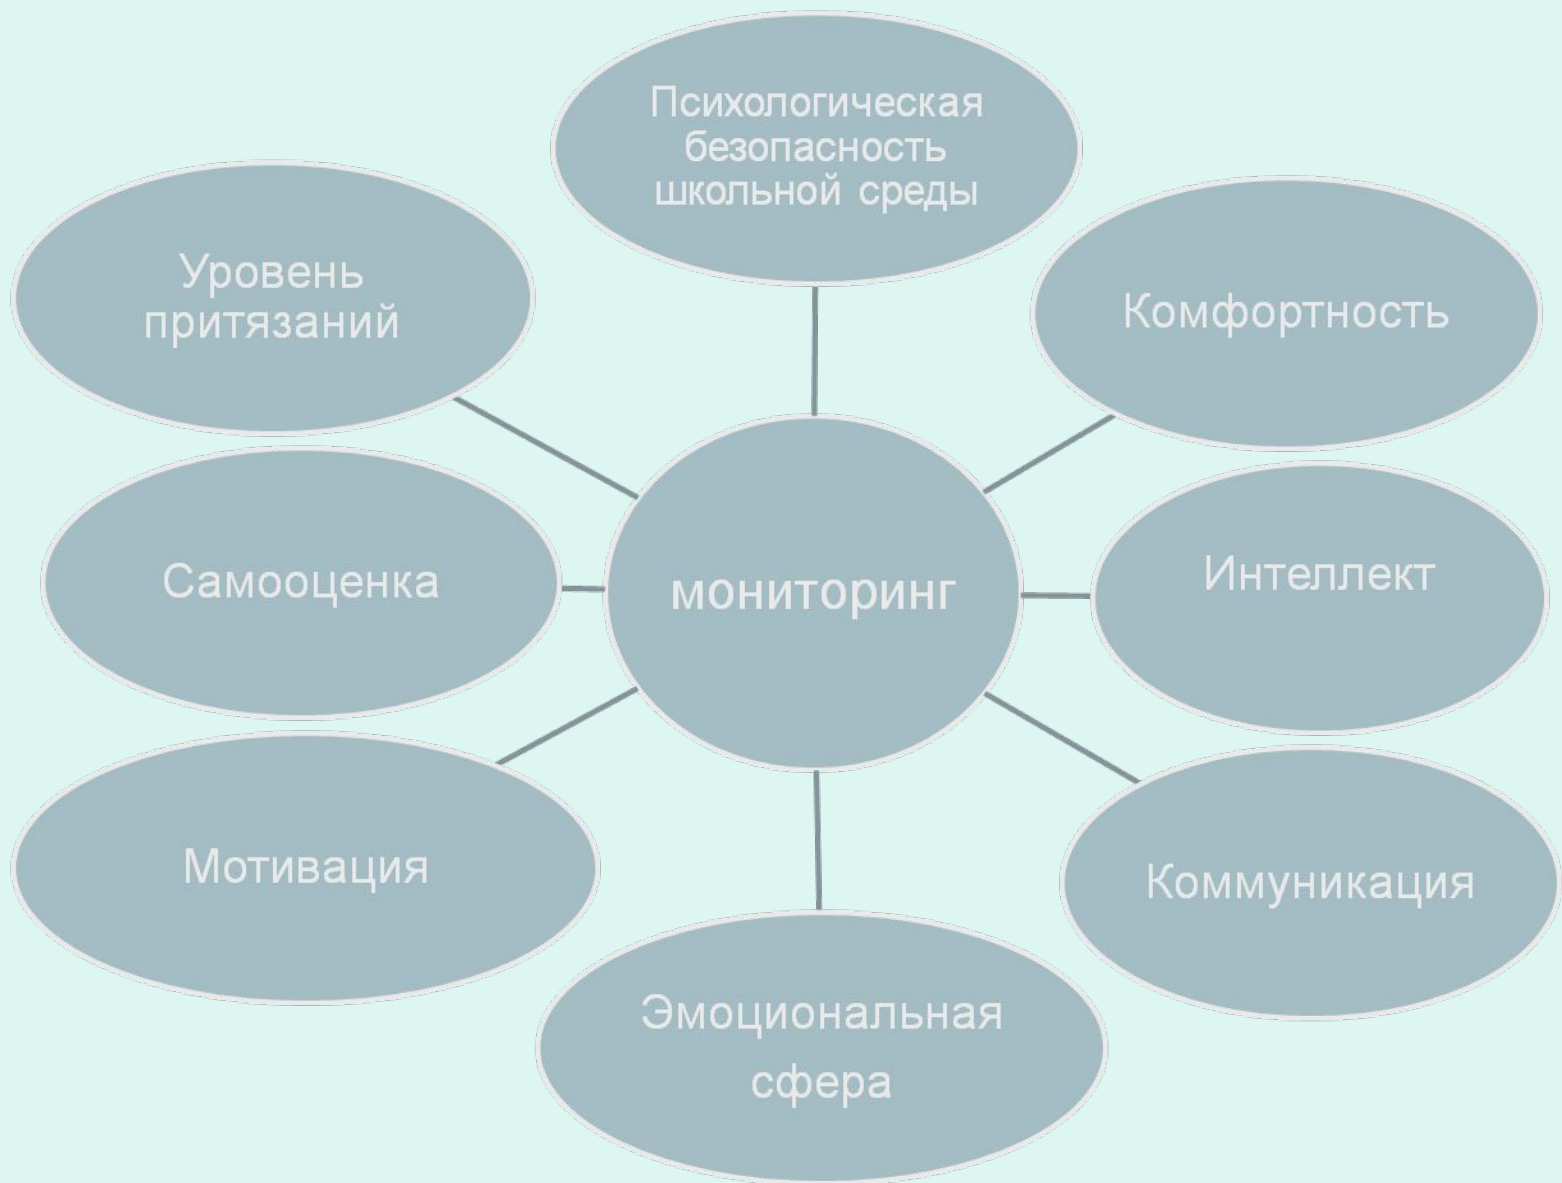 Психологическая
безопасность
школьной среды
Уровень
притязаний
Комфортность
Самооценка
мониторинг
Интеллект
Мотивация
Коммуникация
Эмоциональная
сфера